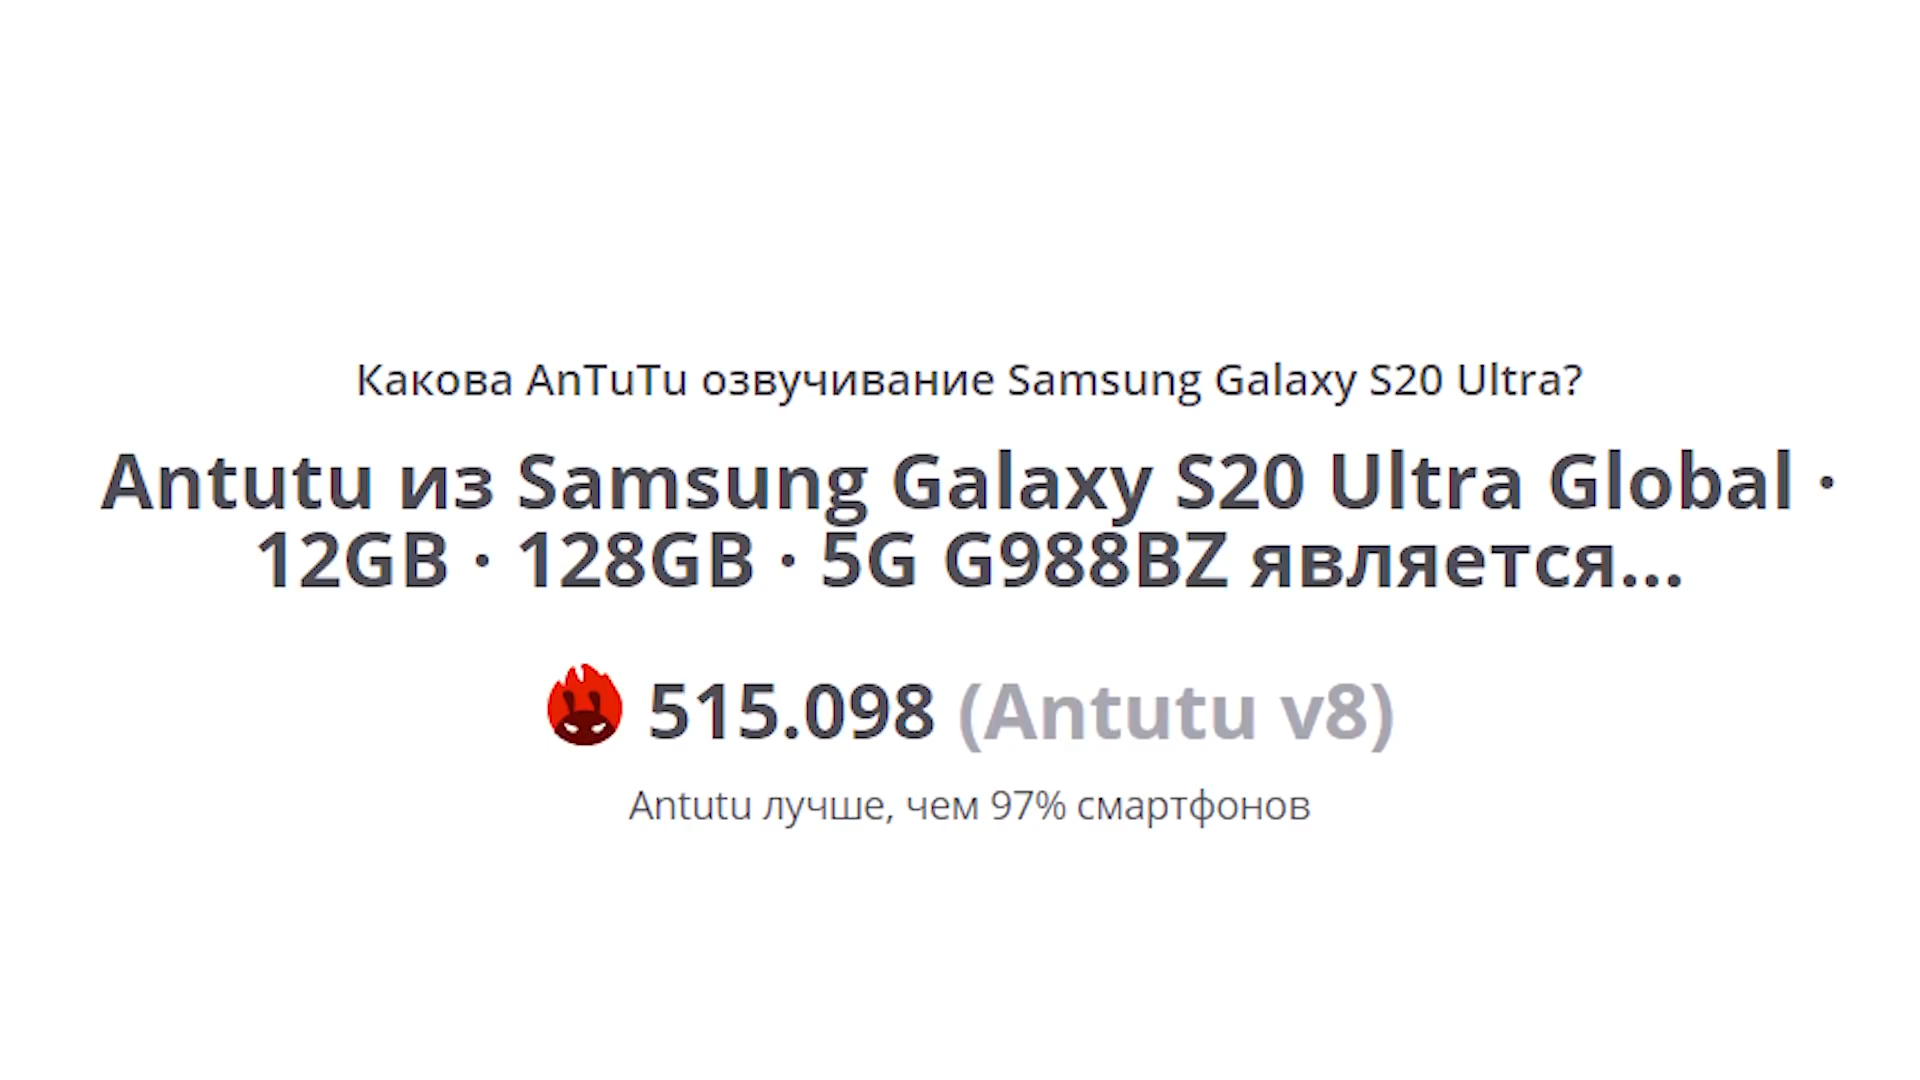 Какова AnTuTu озвучивание Samsung Galaxy S20 Ultra?
Antutu из Samsung Galaxy S20 Ultra Global ·
12GB · 128GB · 5G G988BZ является...
515.098 (Antutu v8)
Antutu лучше, чем 97% смартфонов